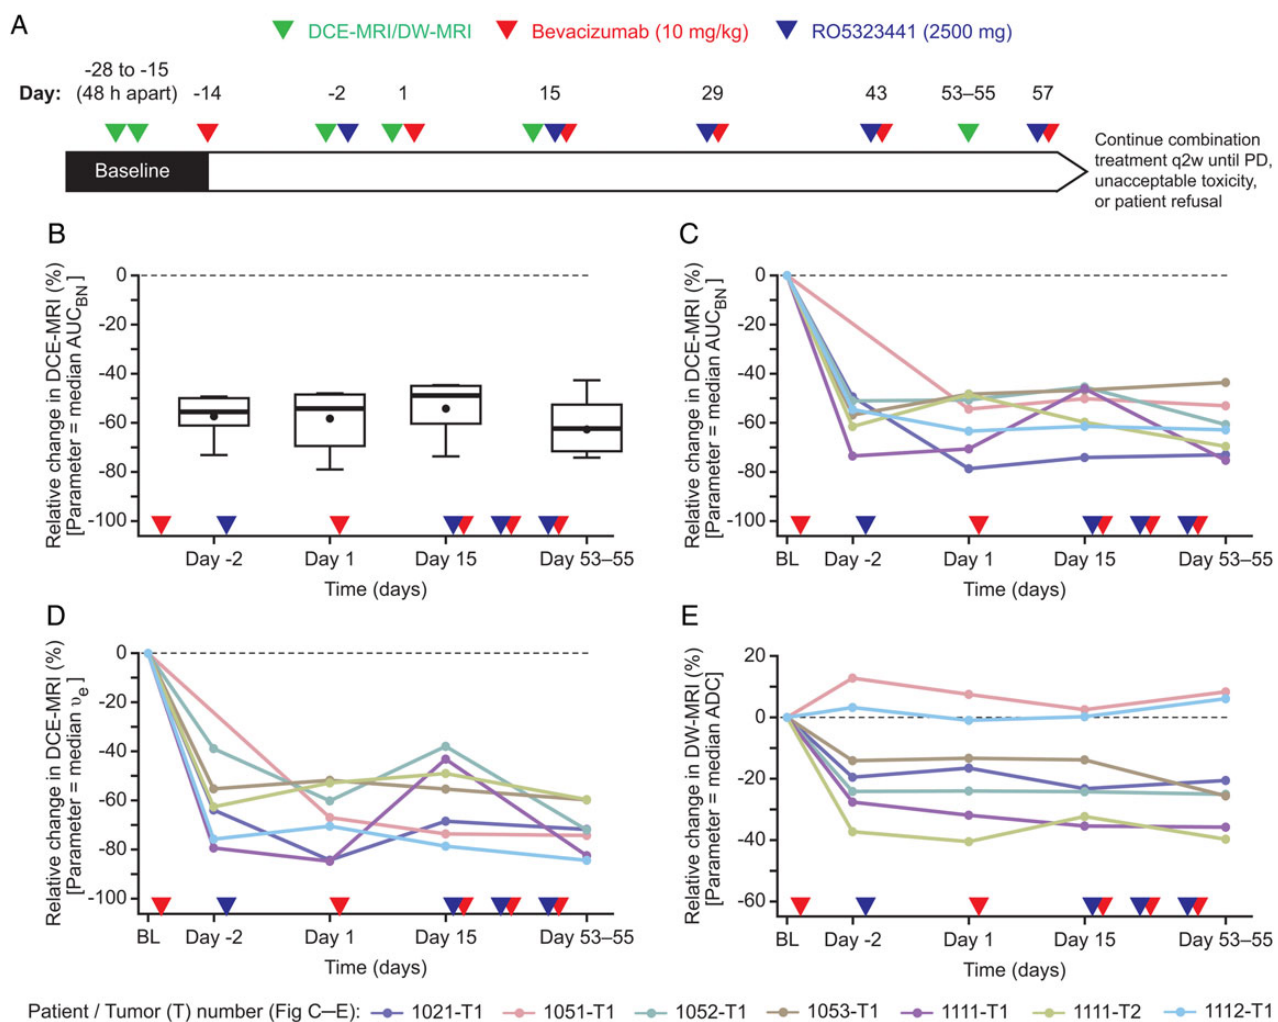 A
DCE-MRI/DW-MRI
Bevacizumab (10 mg/kg)
RO5323441 (2500 mg)
-28 to -15
Day: (48 h apart) -14 -2 1 15 29 43 53–55 57
Baseline
Continue combination
treatment q2w until PD,
unacceptable toxicity,
or patient refusal
B
Relative change in DCE-MRI (%)
[Parameter = median AUC_BN]
0
-20
-40
-60
-80
-100
Day -2 Day 1 Day 15 Day 53–55
Time (days)
C
Relative change in DCE-MRI (%)
[Parameter = median AUC_BN]
0
-20
-40
-60
-80
-100
BL Day -2 Day 1 Day 15 Day 53–55
Time (days)
D
Relative change in DCE-MRI (%)
[Parameter = median υ_e]
0
-20
-40
-60
-80
-100
BL Day -2 Day 1 Day 15 Day 53–55
Time (days)
E
Relative change in DW-MRI (%)
[Parameter = median ADC]
20
0
-20
-40
-60
BL Day -2 Day 1 Day 15 Day 53–55
Time (days)
Patient / Tumor (T) number (Fig C–E): 1021-T1 1051-T1 1052-T1 1053-T1 1111-T1 1111-T2 1112-T1